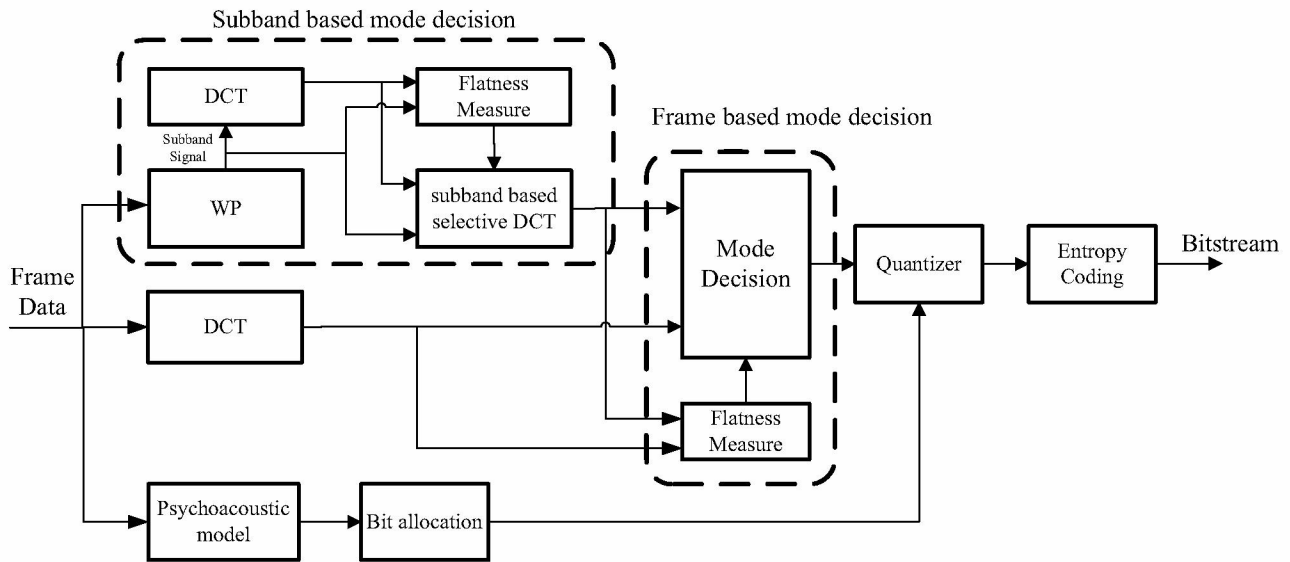 Subband based mode decision
DCT
Flatness
Measure
Subband
Signal
WP
subband based
selective DCT
Frame based mode decision
Mode
Decision
Quantizer
Entropy
Coding
Bitstream
Frame
Data
DCT
Flatness
Measure
Psychoacoustic
model
Bit allocation